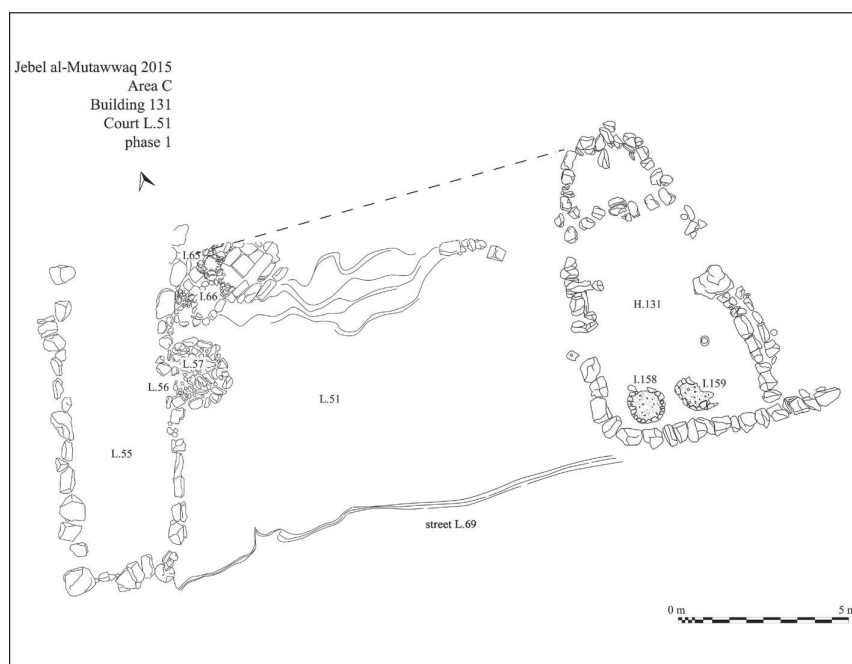 Jebel al-Mutawwaq 2015
Area C
Building 131
Court L.51
phase 1
I.65
I.66
H.131
L.57
I.158
I.159
L.56
L.51
L.55
street L.69
0 m
5 m